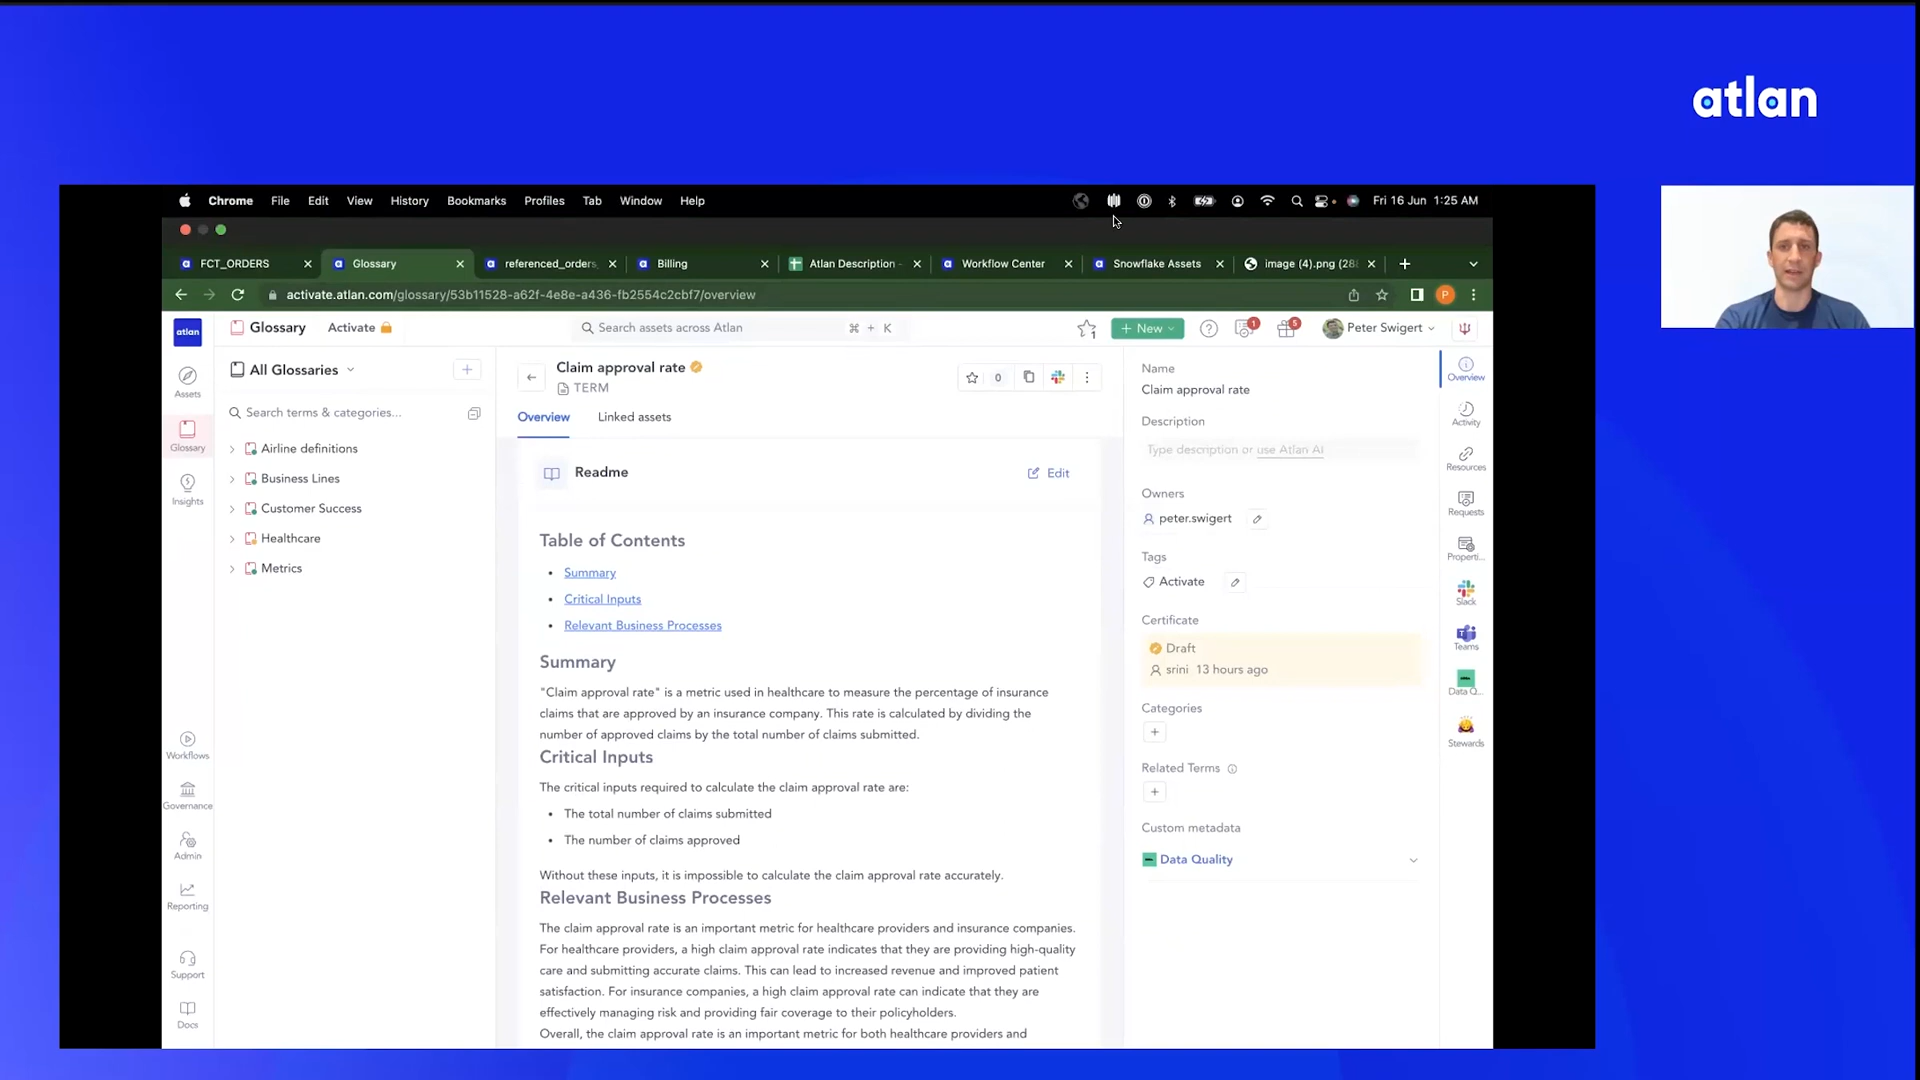 atlan
Chrome File Edit View History Bookmarks Profiles Tab Window Help Fri 16 Jun 1:25 AM
FCT_ORDERS Glossary referenced_orders Billing Atlan Description - Workflow Center Snowflake Assets image (4).png (28
activate.atlan.com/glossary/53b11528-a62f-4e8e-a436-fb2554c2cbf7/overview P
atlan Glossary Activate Search assets across Atlan ⌘ + K 1 + New 1 5 Peter Swigert
Assets
Glossary
Insights
Workflows
Governance
Admin
Reporting
Support
Docs
All Glossaries
Search terms & categories...
Airline definitions
Business Lines
Customer Success
Healthcare
Metrics
Claim approval rate
TERM
0
Overview Linked assets
Readme Edit
Table of Contents
• Summary
• Critical Inputs
• Relevant Business Processes
Summary
"Claim approval rate" is a metric used in healthcare to measure the percentage of insurance
claims that are approved by an insurance company. This rate is calculated by dividing the
number of approved claims by the total number of claims submitted.
Critical Inputs
The critical inputs required to calculate the claim approval rate are:
• The total number of claims submitted
• The number of claims approved
Without these inputs, it is impossible to calculate the claim approval rate accurately.
Relevant Business Processes
The claim approval rate is an important metric for healthcare providers and insurance companies.
For healthcare providers, a high claim approval rate indicates that they are providing high-quality
care and submitting accurate claims. This can lead to increased revenue and improved patient
satisfaction. For insurance companies, a high claim approval rate can indicate that they are
effectively managing risk and providing fair coverage to their policyholders.
Overall, the claim approval rate is an important metric for both healthcare providers and
Name
Claim approval rate
Description
Type description or use Atlan AI
Owners
peter.swigert
Tags
Activate
Certificate
Draft
srini 13 hours ago
Categories
+
Related Terms
+
Custom metadata
Data Quality
Overview
Activity
Resources
Requests
Properti...
Slack
Teams
Data Q...
Stewards